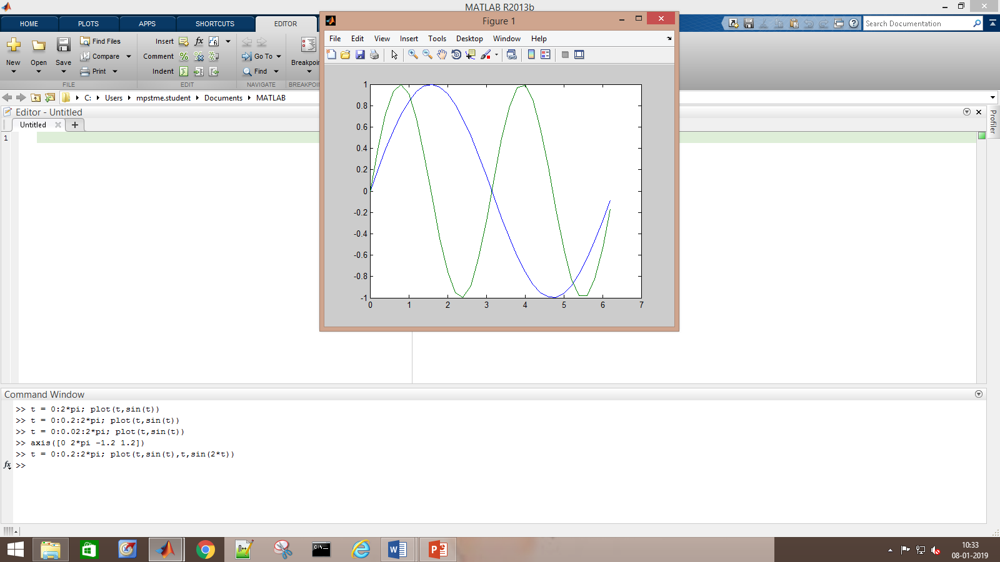 MATLAB R2013b
HOME PLOTS APPS SHORTCUTS EDITOR
Search Documentation
New Open Save
Find Files
Compare
Print
Insert fx
Comment
Indent
Go To
Find
Breakpoin
FILE EDIT NAVIGATE BREAKPOIN
C: Users mpstme.student Documents MATLAB
Editor - Untitled
Untitled +
1
Profiler
Figure 1
File Edit View Insert Tools Desktop Window Help
1
0.8
0.6
0.4
0.2
0
-0.2
-0.4
-0.6
-0.8
-1
0 1 2 3 4 5 6 7
Command Window
>> t = 0:2*pi; plot(t,sin(t))
>> t = 0:0.2:2*pi; plot(t,sin(t))
>> t = 0:0.02:2*pi; plot(t,sin(t))
>> axis([0 2*pi -1.2 1.2])
>> t = 0:0.2:2*pi; plot(t,sin(t),t,sin(2*t))
fx >>
10:33
08-01-2019